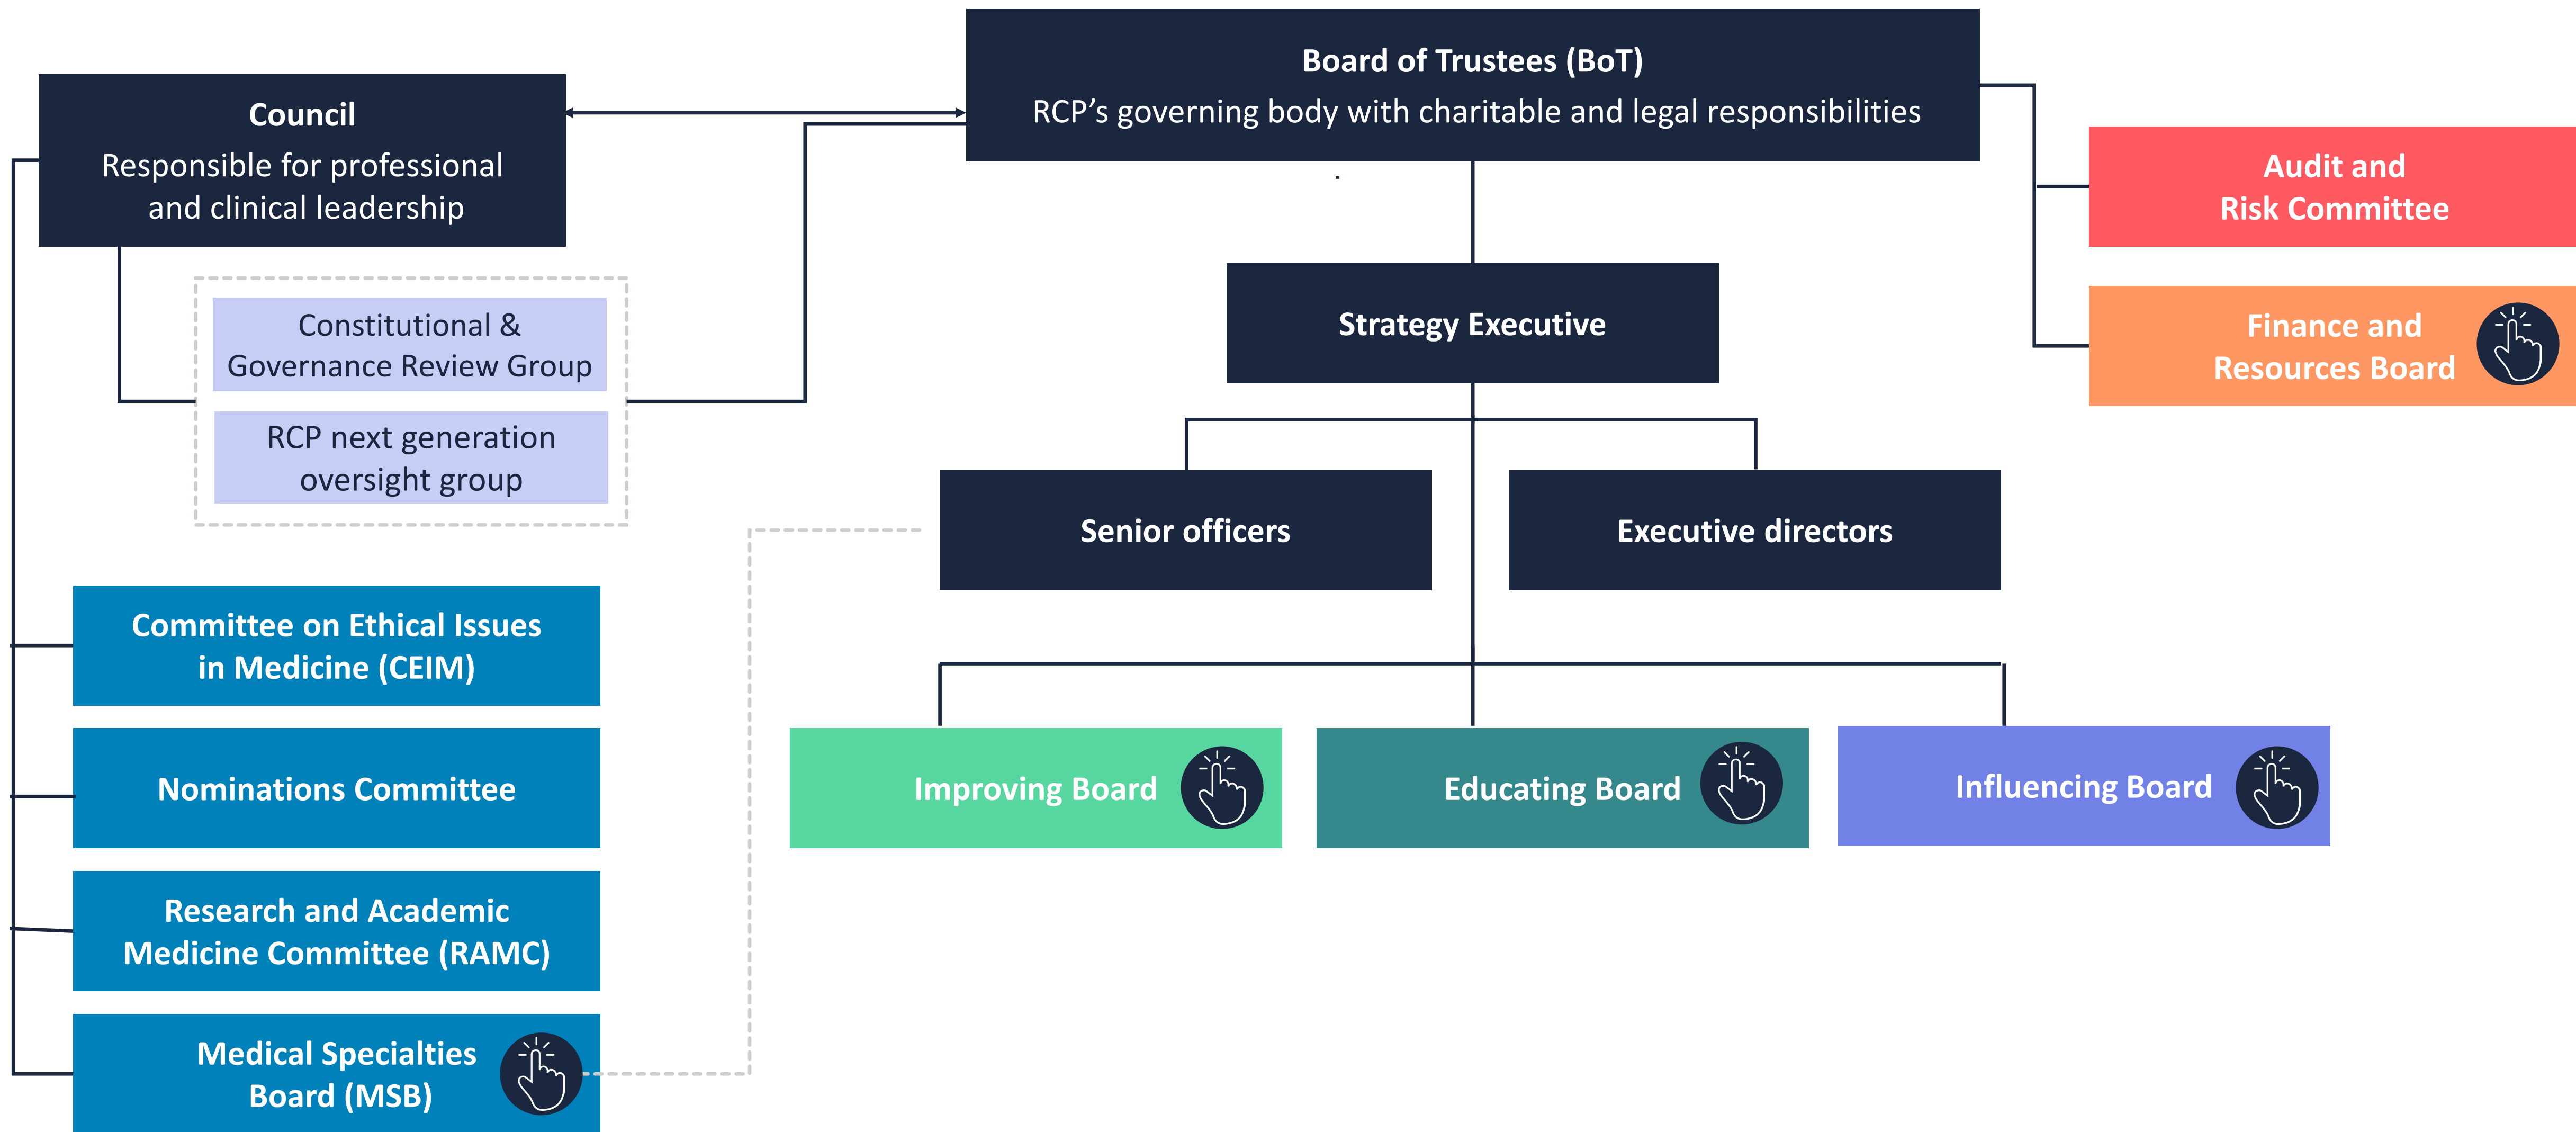 Board of Trustees (BoT)
RCP’s governing body with charitable and legal responsibilities
Council
Responsible for professional
and clinical leadership
Audit and
Risk Committee
Constitutional &
Governance Review Group
RCP next generation
oversight group
Strategy Executive
Finance and
Resources Board
Senior officers
Executive directors
Committee on Ethical Issues
in Medicine (CEIM)
Nominations Committee
Research and Academic
Medicine Committee (RAMC)
Medical Specialties
Board (MSB)
Improving Board
Educating Board
Influencing Board